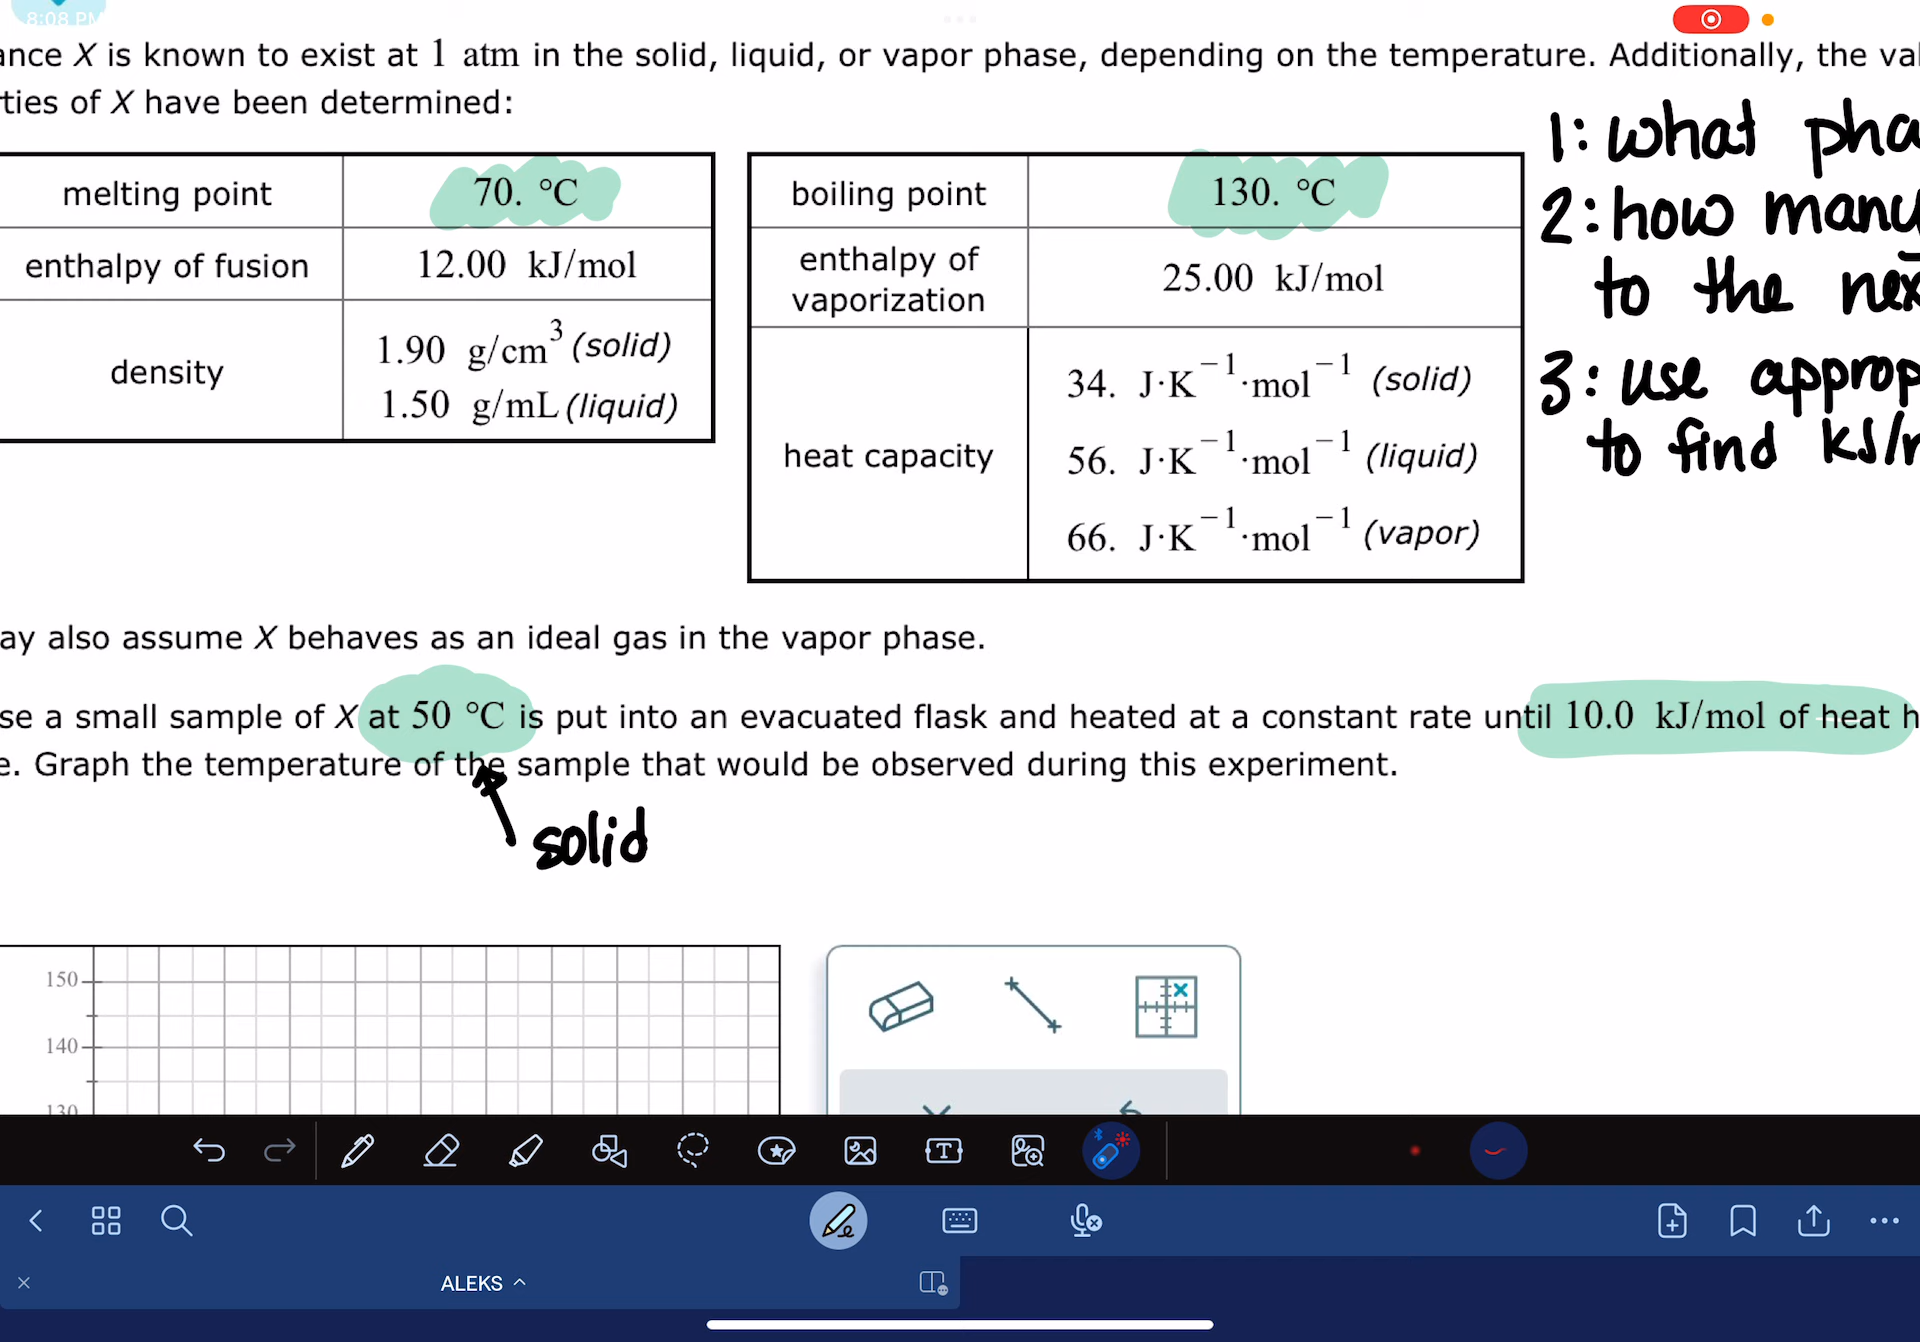 8:08 PM
ance X is known to exist at 1 atm in the solid, liquid, or vapor phase, depending on the temperature. Additionally, the val
ties of X have been determined:
melting point 70. °C
enthalpy of fusion 12.00 kJ/mol
density 1.90 g/cm³ (solid)
1.50 g/mL (liquid)
boiling point 130. °C
enthalpy of vaporization 25.00 kJ/mol
heat capacity 34. J·K⁻¹·mol⁻¹ (solid)
56. J·K⁻¹·mol⁻¹ (liquid)
66. J·K⁻¹·mol⁻¹ (vapor)
1: what pha
2: how many
to the nex
3: use approp
to find kJ/m
ay also assume X behaves as an ideal gas in the vapor phase.
se a small sample of X at 50 °C is put into an evacuated flask and heated at a constant rate until 10.0 kJ/mol of heat h
e. Graph the temperature of the sample that would be observed during this experiment.
solid
150
140
130
ALEKS